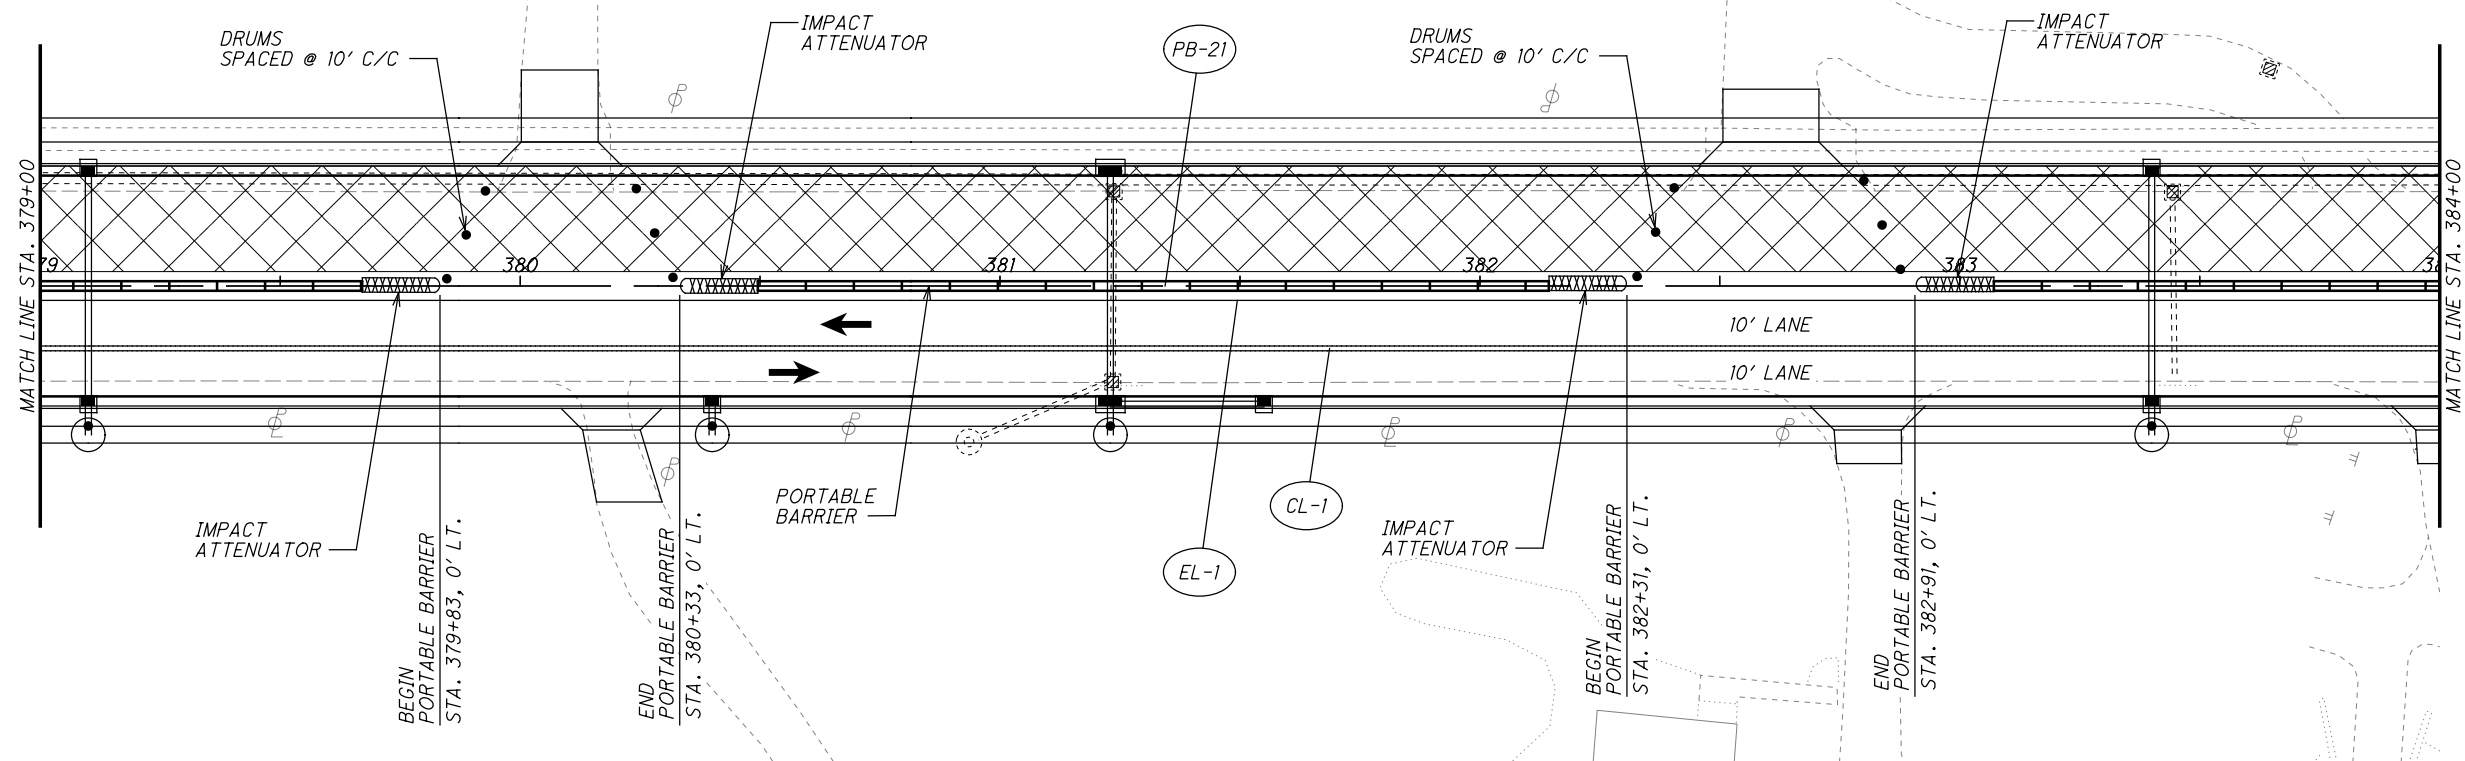 DRUMS
SPACED @ 10' C/C
IMPACT
ATTENUATOR
PB-21
DRUMS
SPACED @ 10' C/C
IMPACT
ATTENUATOR
MATCH LINE STA. 379+00
MATCH LINE STA. 384+00
79
380
381
382
383
38
10' LANE
10' LANE
IMPACT
ATTENUATOR
PORTABLE
BARRIER
CL-1
EL-1
IMPACT
ATTENUATOR
BEGIN
PORTABLE BARRIER
STA. 379+83, 0' LT.
END
PORTABLE BARRIER
STA. 380+33, 0' LT.
BEGIN
PORTABLE BARRIER
STA. 382+31, 0' LT.
END
PORTABLE BARRIER
STA. 382+91, 0' LT.